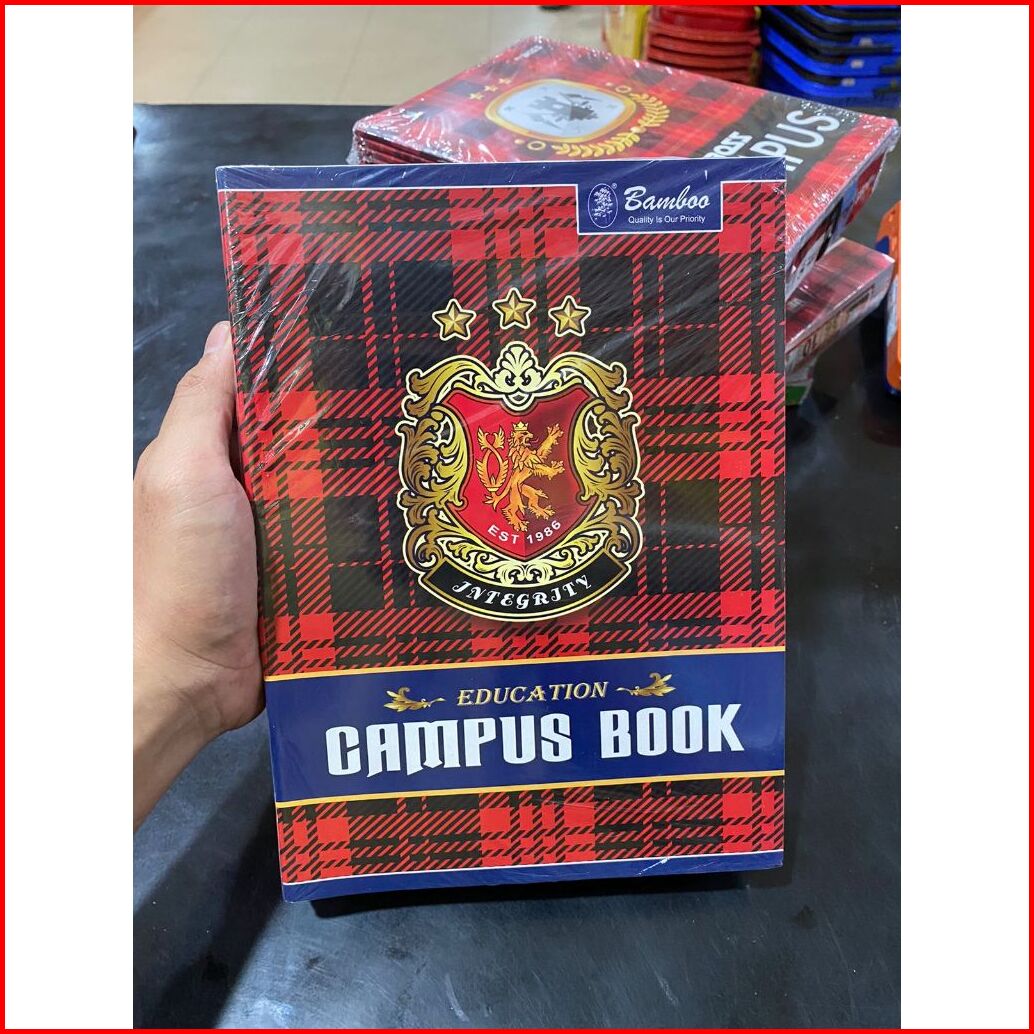 Bamboo
Quality Is Our Priority
EST 1986
INTEGRITY
EDUCATION
CAMPUS BOOK